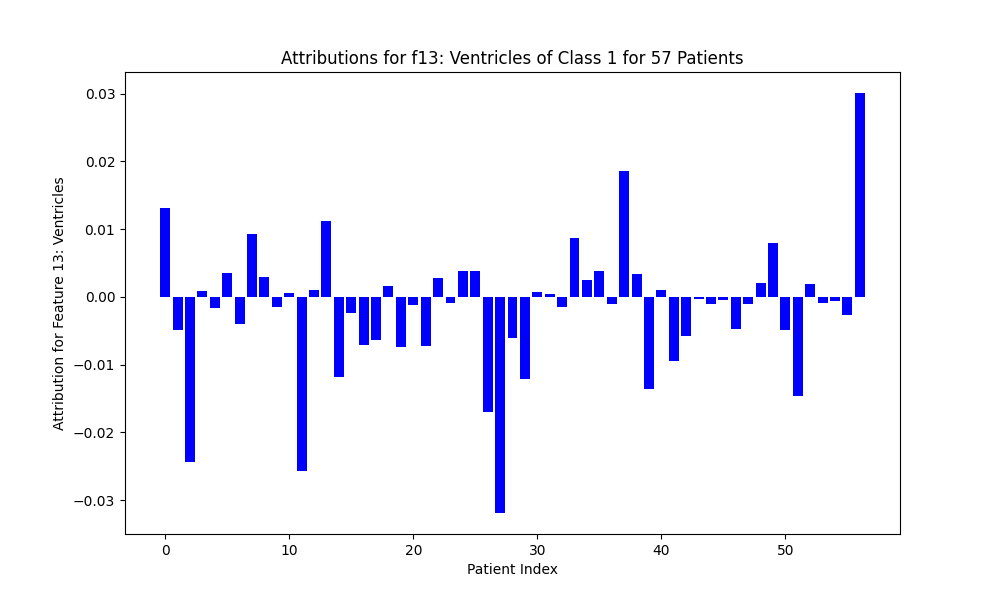 Attributions for f13: Ventricles of Class 1 for 57 Patients
Attribution for Feature 13: Ventricles
0.03
0.02
0.01
0.00
−0.01
−0.02
−0.03
0 10 20 30 40 50
Patient Index